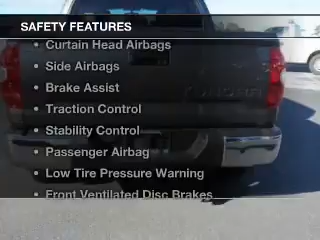 SAFETY FEATURES
• Curtain Head Airbags
• Side Airbags
• Brake Assist
• Traction Control
• Stability Control
• Passenger Airbag
• Low Tire Pressure Warning
• Front Ventilated Disc Brakes
TUNDRA